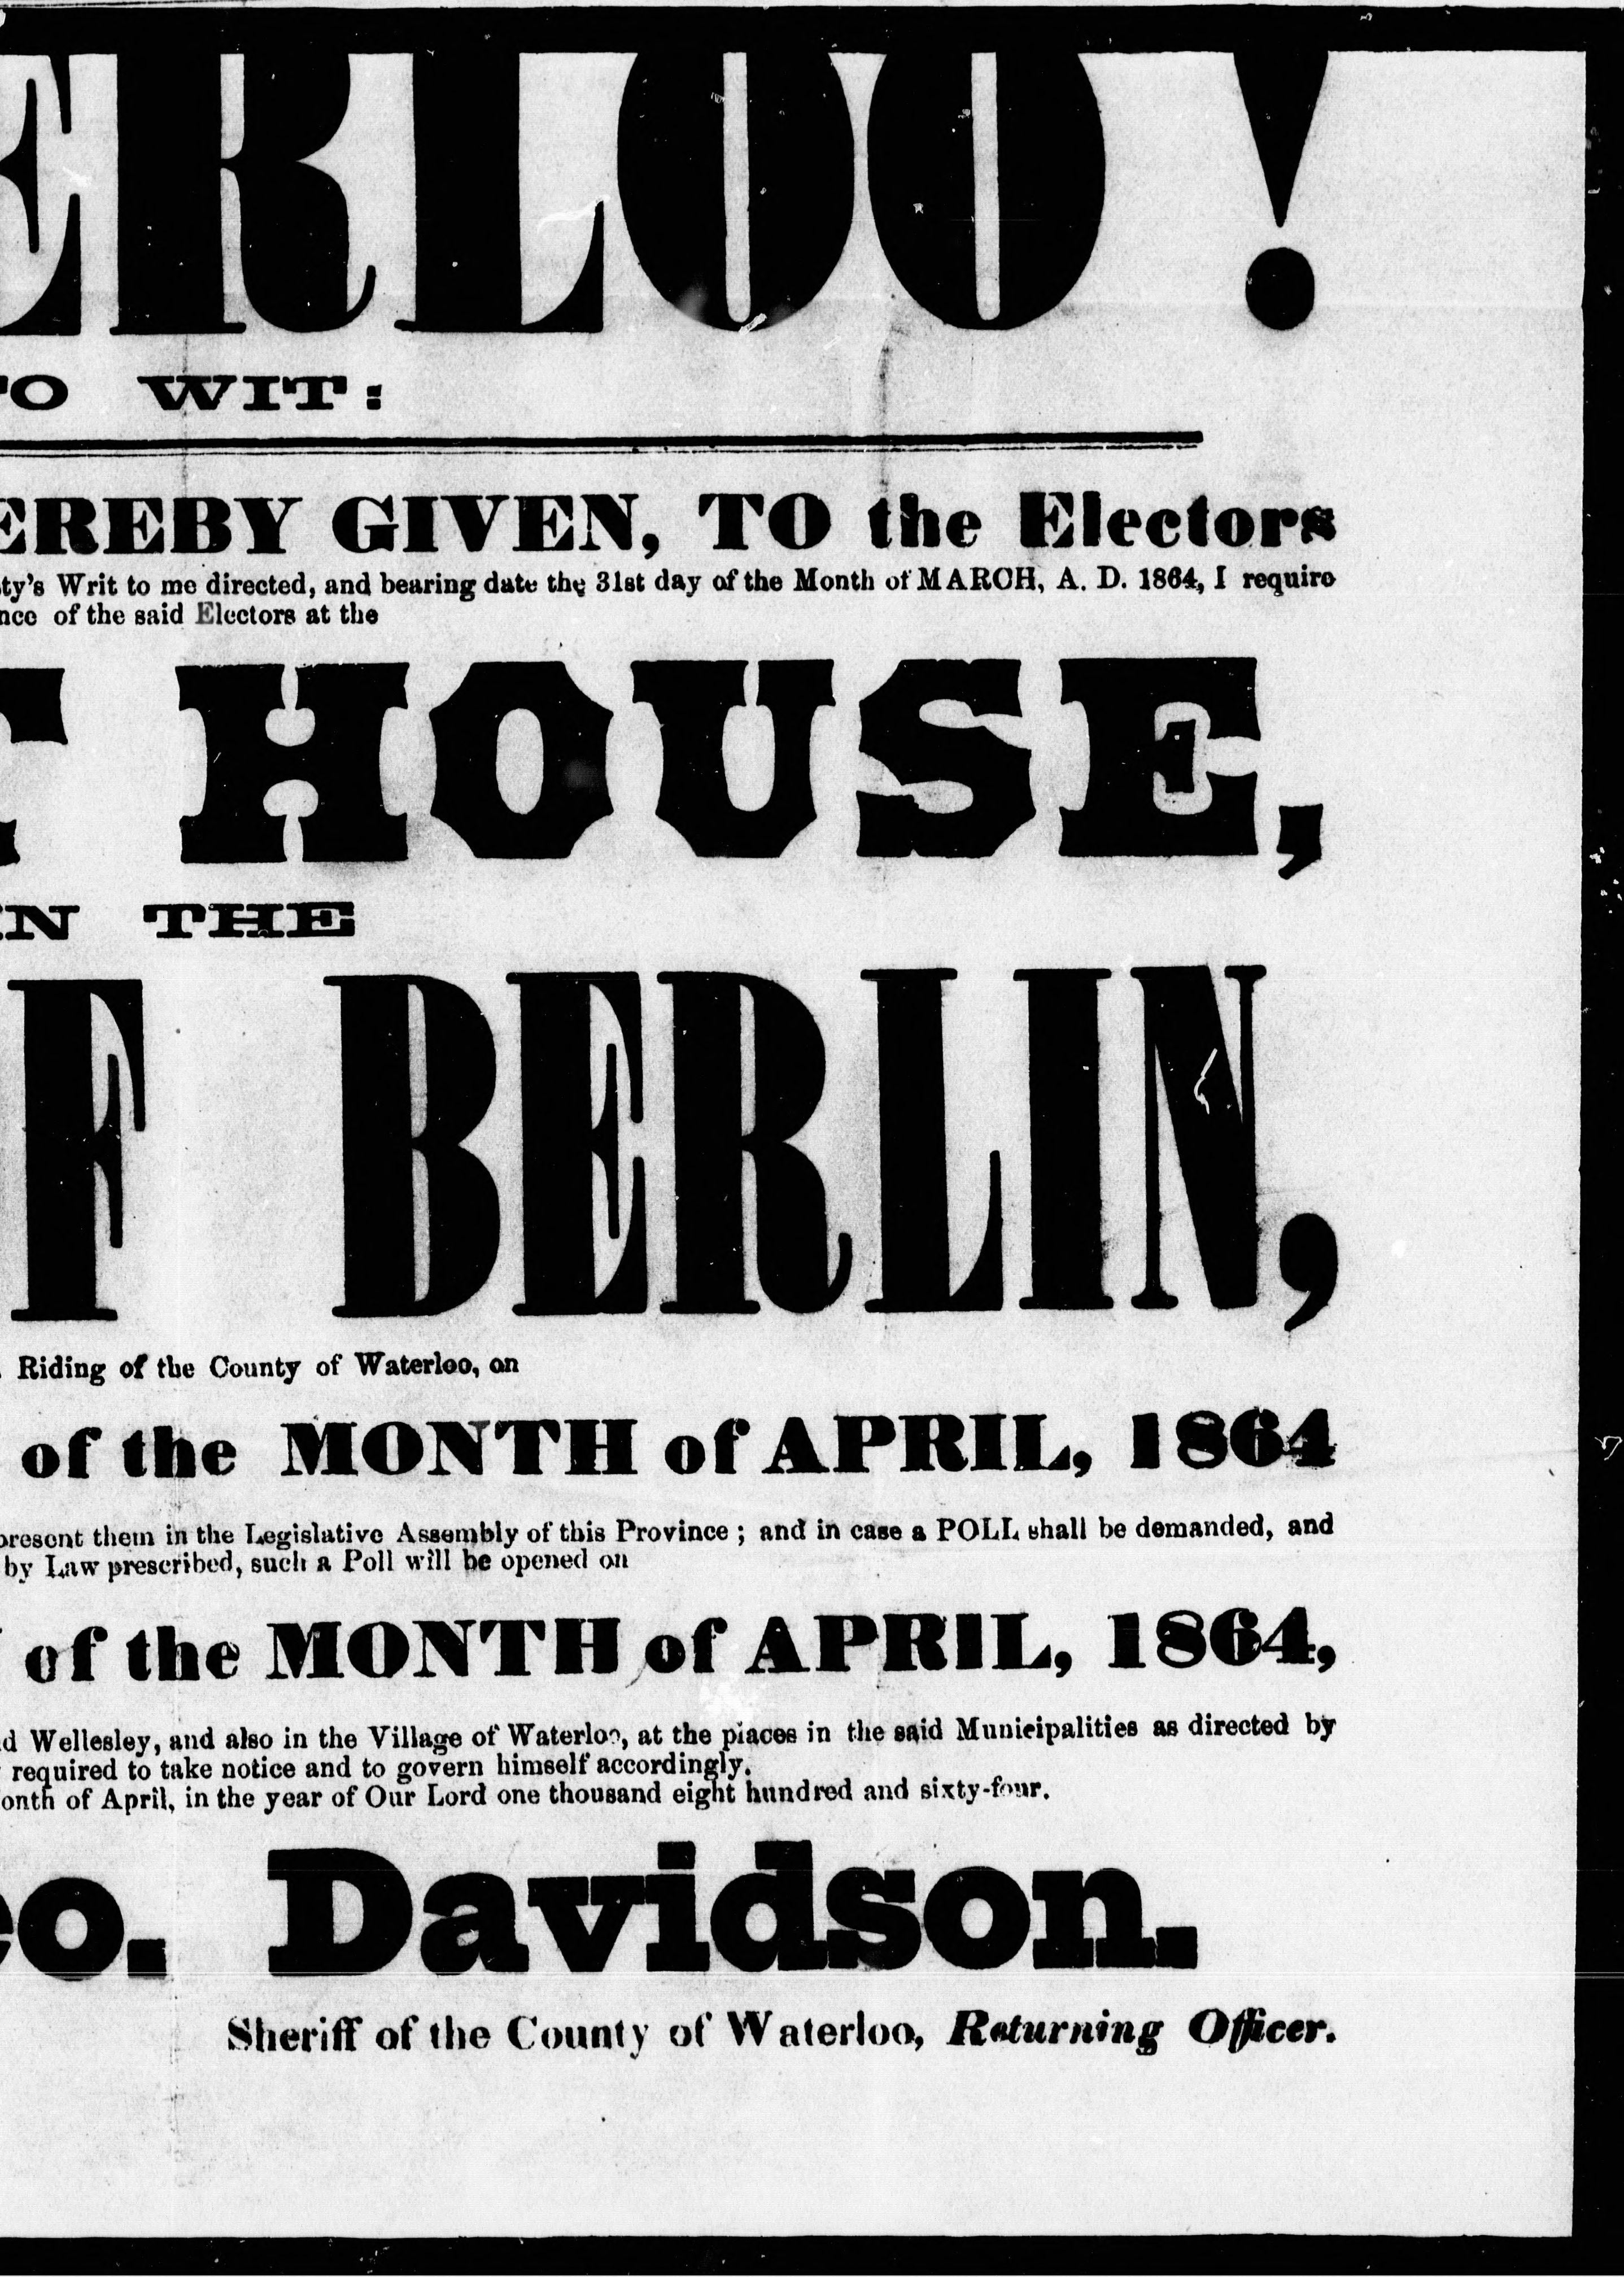 ERLOO !
TO WIT:
EREBY GIVEN, TO the Electors
ty's Writ to me directed, and bearing date the 31st day of the Month of MARCH, A. D. 1864, I require
nce of the said Electors at the
T HOUSE,
IN THE
F BERLIN,
Riding of the County of Waterloo, on
of the MONTH of APRIL, 1864
present them in the Legislative Assembly of this Province ; and in case a POLL shall be demanded, and
by Law prescribed, such a Poll will be opened on
of the MONTH of APRIL, 1864,
d Wellesley, and also in the Village of Waterloo, at the places in the said Municipalities as directed by
required to take notice and to govern himself accordingly.
onth of April, in the year of Our Lord one thousand eight hundred and sixty-four.
eo. Davidson.
Sheriff of the County of Waterloo, Returning Officer.